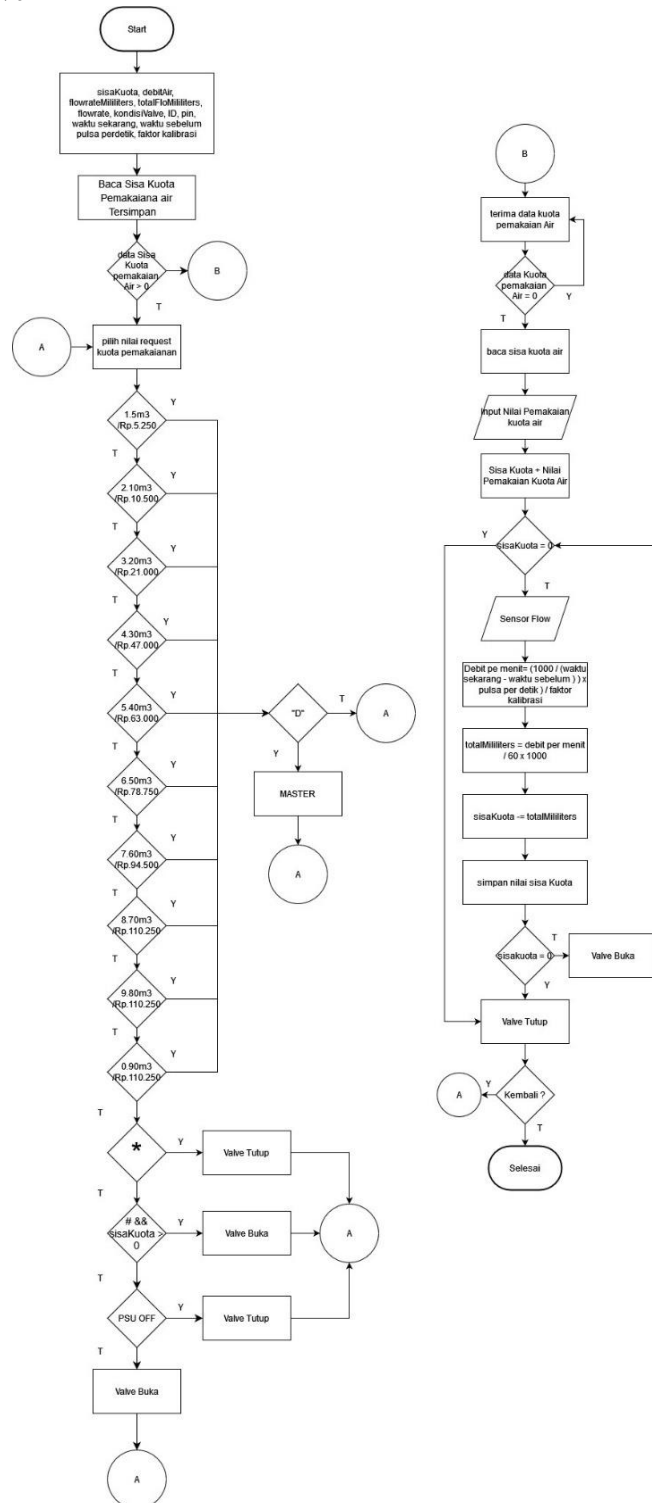 Start
sisaKuota, debitAir,
flowrateMililiters, totalFloMililiters,
flowrate, kondisiValve, ID, pin,
waktu sekarang, waktu sebelum
pulsa perdetik, faktor kalibrasi
Baca Sisa Kuota
Pemakaiana air
Tersimpan
data Sisa
Kuota
pemakaian
Air > 0
B
T
A
pilih nilai request
kuota pemakaianan
1.5m3
/Rp.5.250
Y
T
2.10m3
/Rp.10.500
Y
T
3.20m3
/Rp.21.000
Y
T
4.30m3
/Rp.47.000
Y
T
5.40m3
/Rp.63.000
Y
T
6.50m3
/Rp.78.750
Y
T
7.60m3
/Rp.94.500
Y
T
8.70m3
/Rp.110.250
Y
T
9.80m3
/Rp.110.250
Y
T
0.90m3
/Rp.110.250
Y
T
"D"
T
A
Y
MASTER
A
*
Y
Valve Tutup
T
# &&
sisaKuota >
0
Y
Valve Buka
A
T
PSU OFF
Y
Valve Tutup
T
Valve Buka
A
B
terima data kuota
pemakaian Air
data Kuota
pemakaian
Air = 0
Y
T
baca sisa kuota air
Input Nilai Pemakaian
kuota air
Sisa Kuota + Nilai
Pemakaian Kuota Air
Y
sisaKuota = 0
T
Sensor Flow
Debit pe menit= (1000 / (waktu
sekarang - waktu sebelum ) ) x
pulsa per detik ) / faktor
kalibrasi
totalMililiters = debit per menit
/ 60 x 1000
sisaKuota -= totalMililiters
simpan nilai sisa Kuota
sisakuota = 0
T
Valve Buka
Y
Valve Tutup
A
Y
Kembali ?
T
Selesai